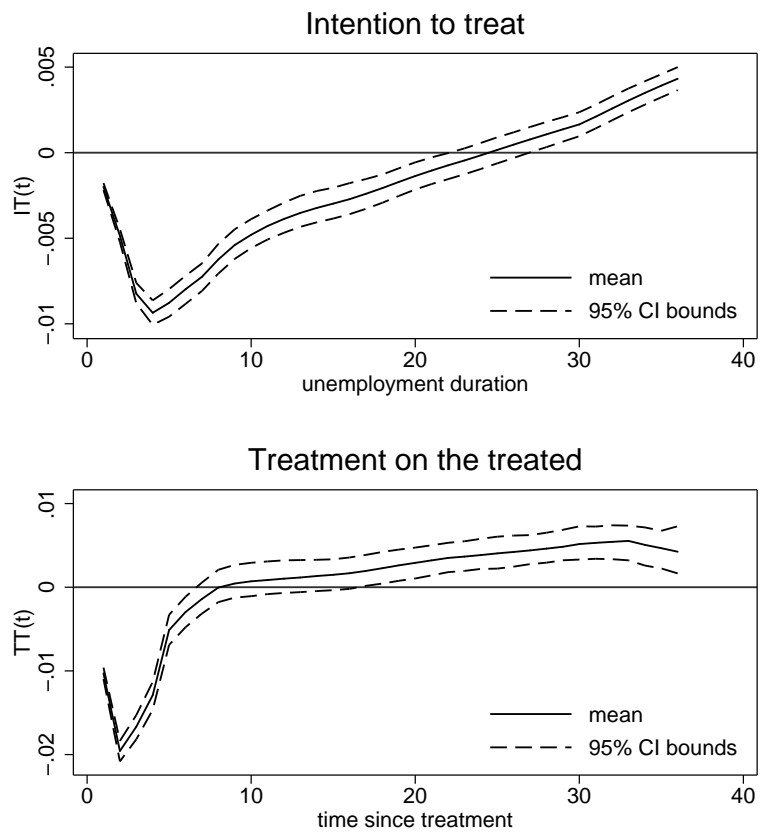 Intention to treat
.005
0
-.005
-.01
IT(t)
mean
95% CI bounds
0 10 20 30 40
unemployment duration
Treatment on the treated
.01
0
-.01
-.02
TT(t)
mean
95% CI bounds
0 10 20 30 40
time since treatment